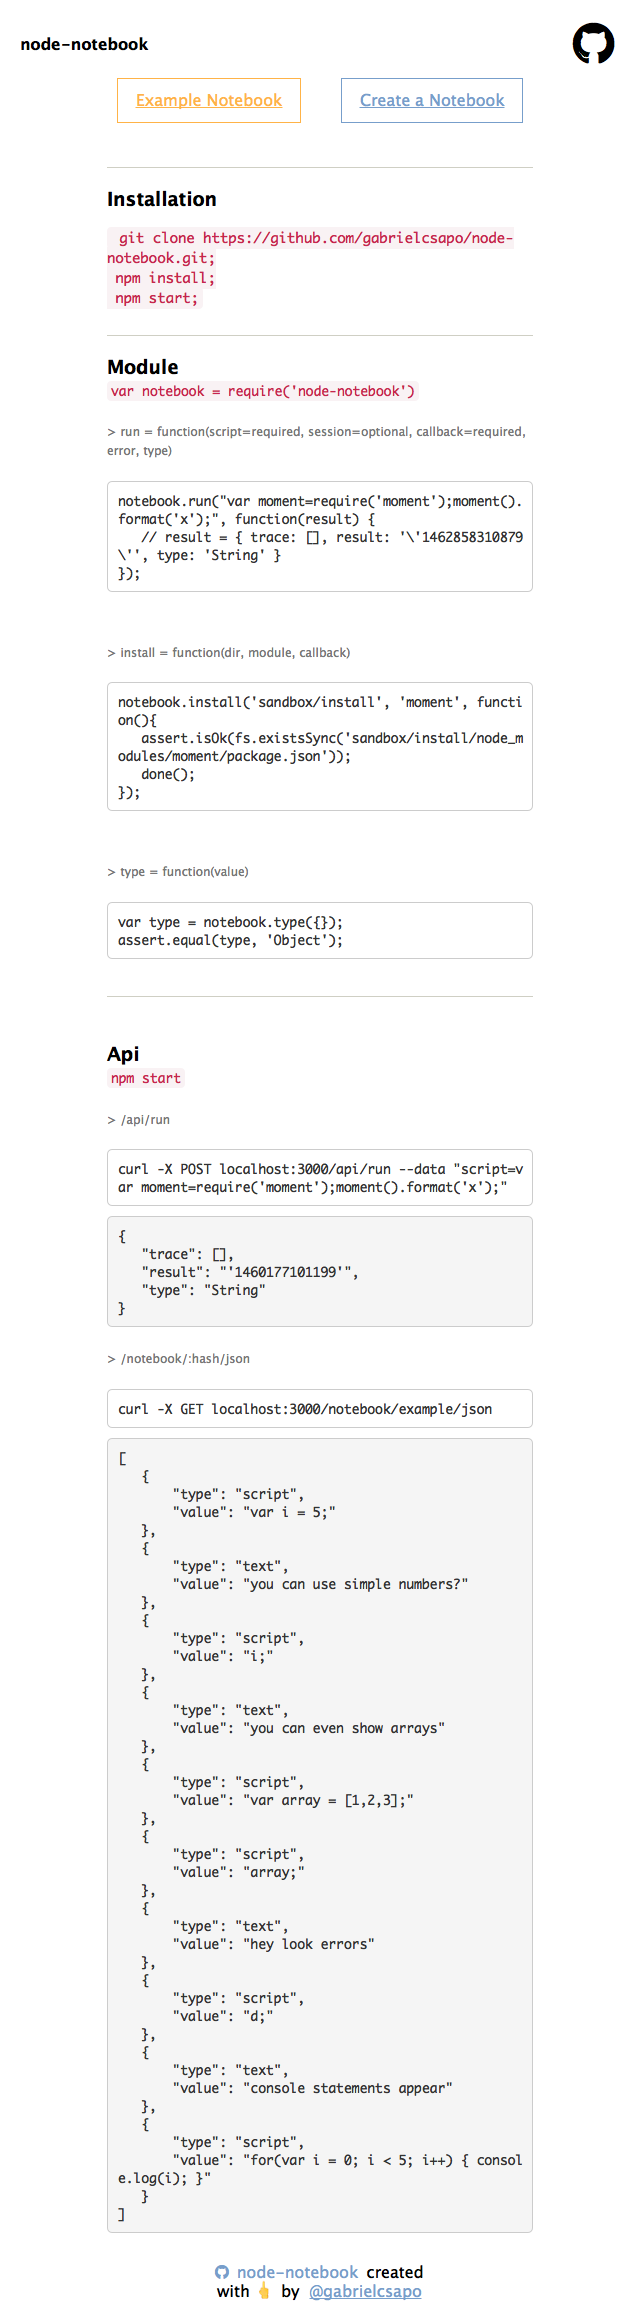 node-notebook
Example Notebook
Create a Notebook
Installation
git clone https://github.com/gabrielcsapo/node-
notebook.git;
npm install;
npm start;
Module
var notebook = require('node-notebook')
> run = function(script=required, session=optional, callback=required,
error, type)
notebook.run("var moment=require('moment');moment().
format('x');", function(result) {
   // result = { trace: [], result: '\'1462858310879
\'', type: 'String' }
});
> install = function(dir, module, callback)
notebook.install('sandbox/install', 'moment', functi
on(){
   assert.isOk(fs.existsSync('sandbox/install/node_m
odules/moment/package.json'));
   done();
});
> type = function(value)
var type = notebook.type({});
assert.equal(type, 'Object');
Api
npm start
> /api/run
curl -X POST localhost:3000/api/run --data "script=v
ar moment=require('moment');moment().format('x');"
{
   "trace": [],
   "result": "'1460177101199'",
   "type": "String"
}
> /notebook/:hash/json
curl -X GET localhost:3000/notebook/example/json
[
   {
       "type": "script",
       "value": "var i = 5;"
   },
   {
       "type": "text",
       "value": "you can use simple numbers?"
   },
   {
       "type": "script",
       "value": "i;"
   },
   {
       "type": "text",
       "value": "you can even show arrays"
   },
   {
       "type": "script",
       "value": "var array = [1,2,3];"
   },
   {
       "type": "script",
       "value": "array;"
   },
   {
       "type": "text",
       "value": "hey look errors"
   },
   {
       "type": "script",
       "value": "d;"
   },
   {
       "type": "text",
       "value": "console statements appear"
   },
   {
       "type": "script",
       "value": "for(var i = 0; i < 5; i++) { consol
e.log(i); }"
   }
]
node-notebook created
with 👆 by @gabrielcsapo